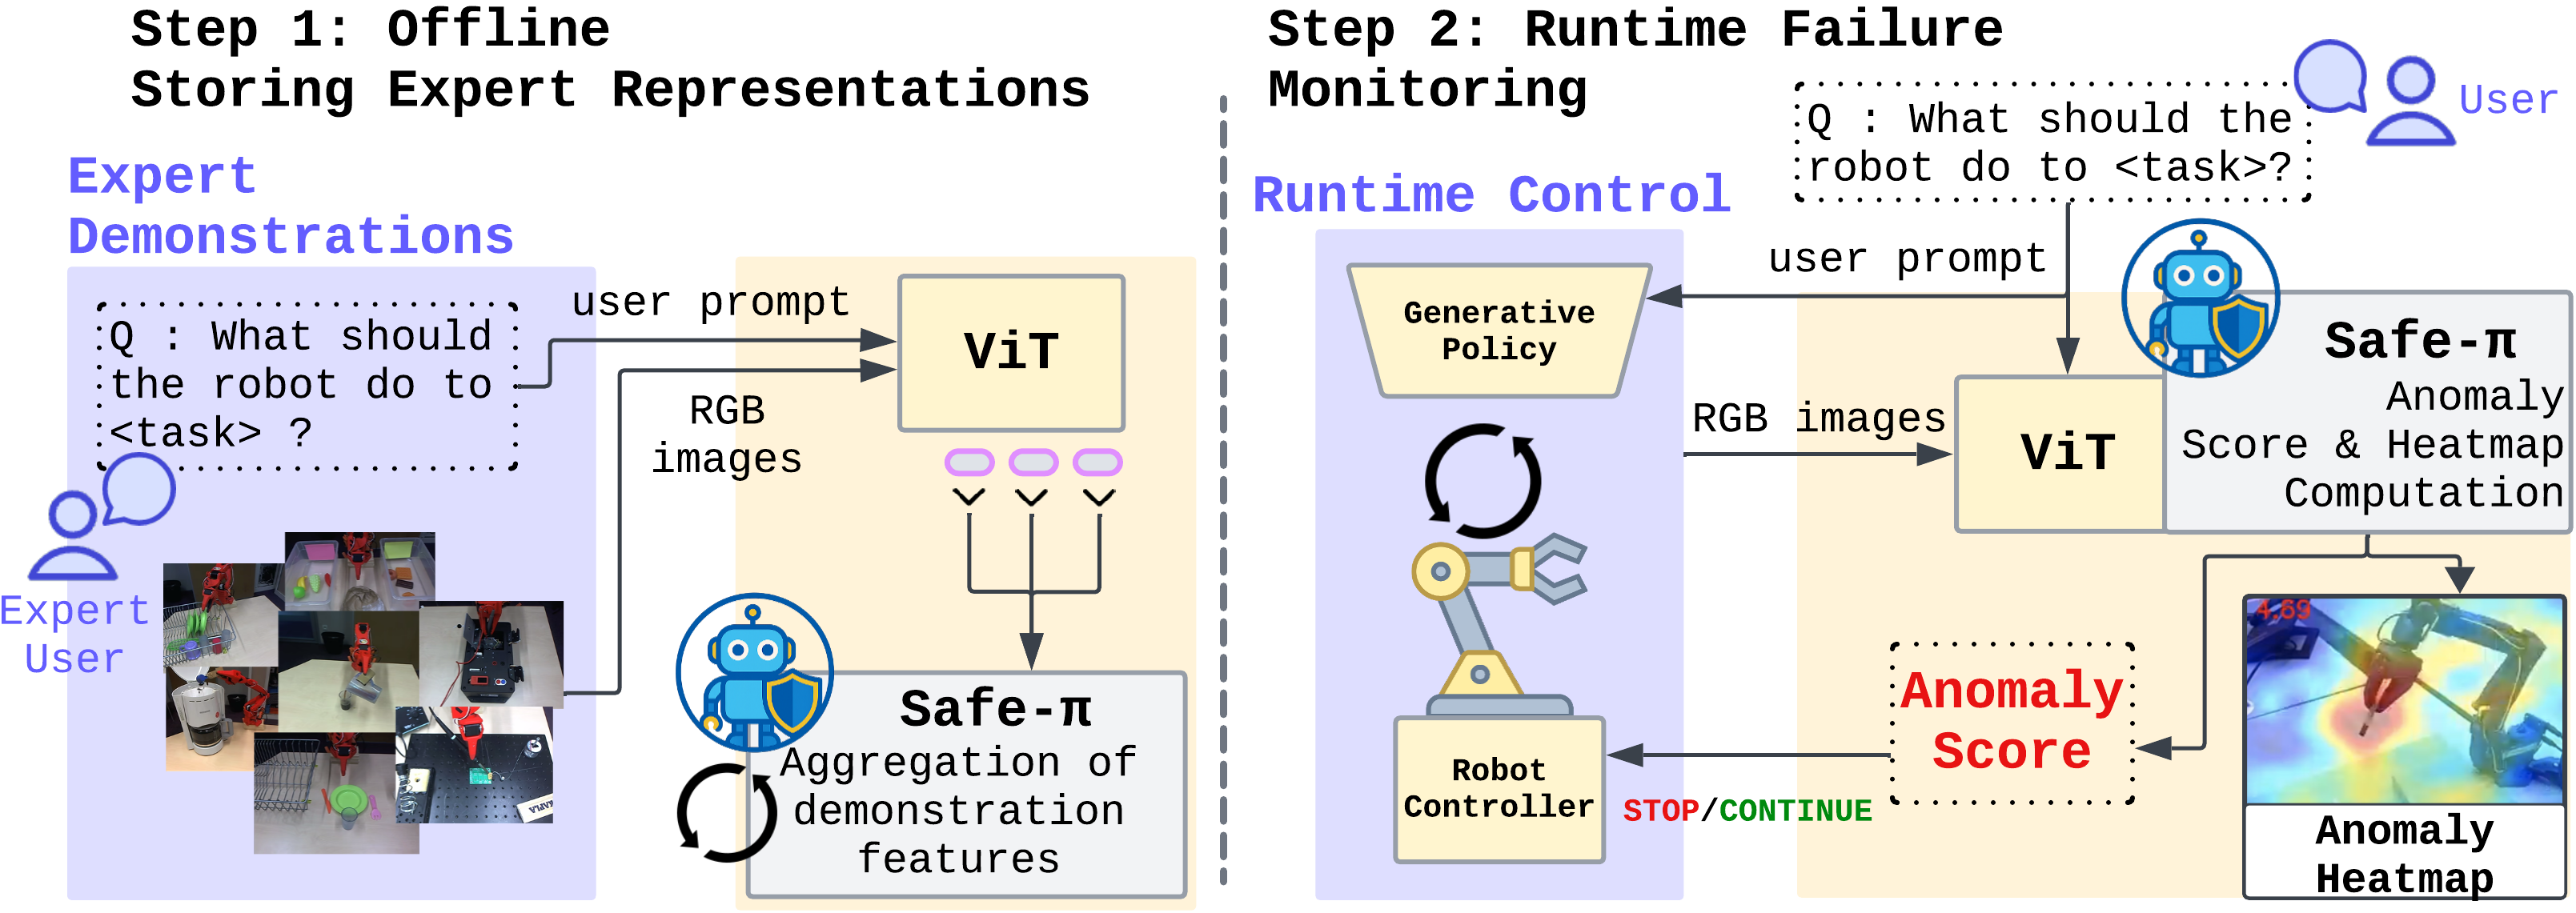 Step 1: Offline
Storing Expert Representations
Expert
Demonstrations
Q : What should
the robot do to
<task> ?
Expert
User
user prompt
RGB
images
ViT
Safe-π
Aggregation of
demonstration
features
Step 2: Runtime Failure
Monitoring
Q : What should the
robot do to <task>?
User
Runtime Control
user prompt
Generative
Policy
RGB images
ViT
Safe-π
Anomaly
Score & Heatmap
Computation
Robot
Controller
STOP/CONTINUE
Anomaly
Score
4.69
Anomaly
Heatmap